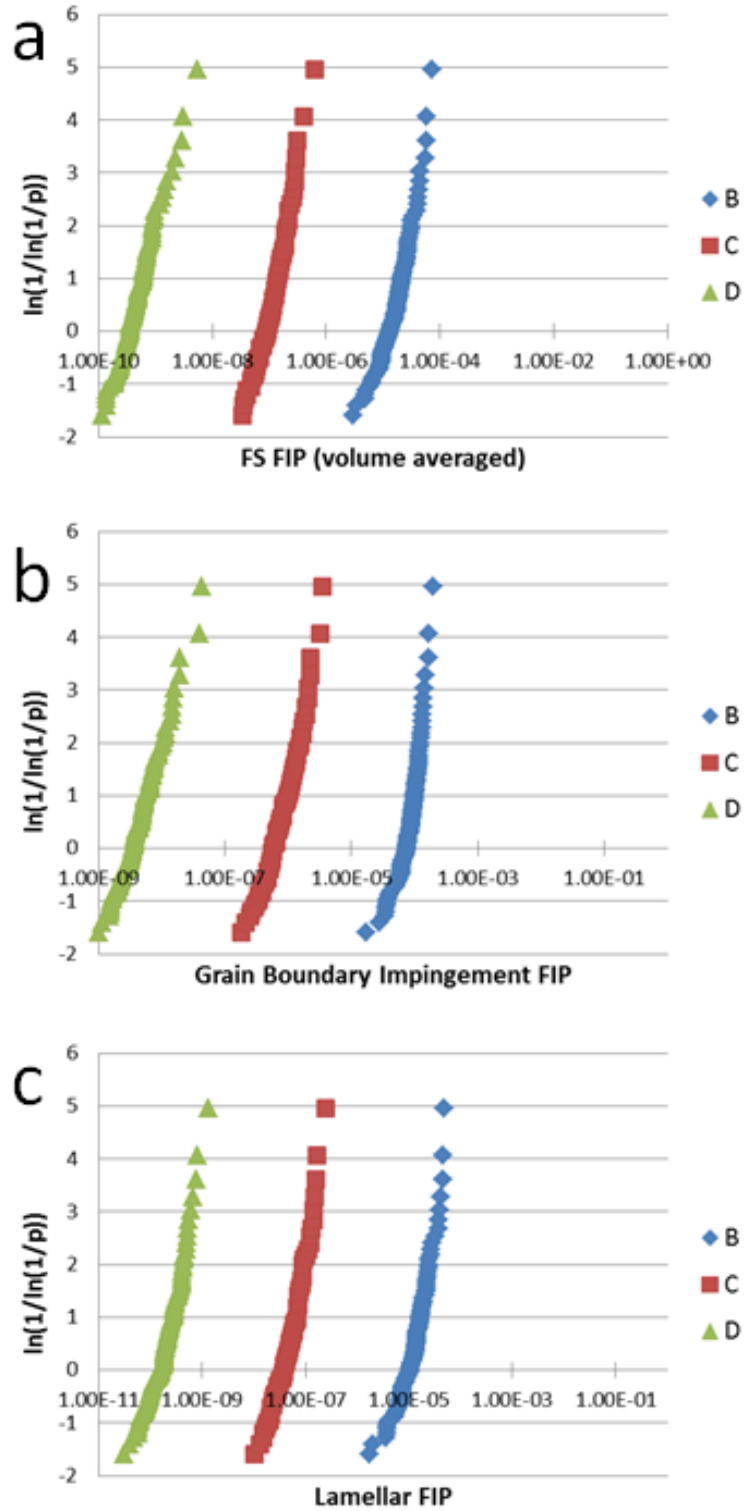 a
6
5
4
3
2
1
0
-1
-2
ln(1/ln(1/p))
1.00E-10 1.00E-08 1.00E-06 1.00E-04 1.00E-02 1.00E+00
FS FIP (volume averaged)
B
C
D
b
6
5
4
3
2
1
0
-1
-2
ln(1/ln(1/p))
1.00E-09 1.00E-07 1.00E-05 1.00E-03 1.00E-01
Grain Boundary Impingement FIP
B
C
D
c
6
5
4
3
2
1
0
-1
-2
ln(1/ln(1/p))
1.00E-11 1.00E-09 1.00E-07 1.00E-05 1.00E-03 1.00E-01
Lamellar FIP
B
C
D